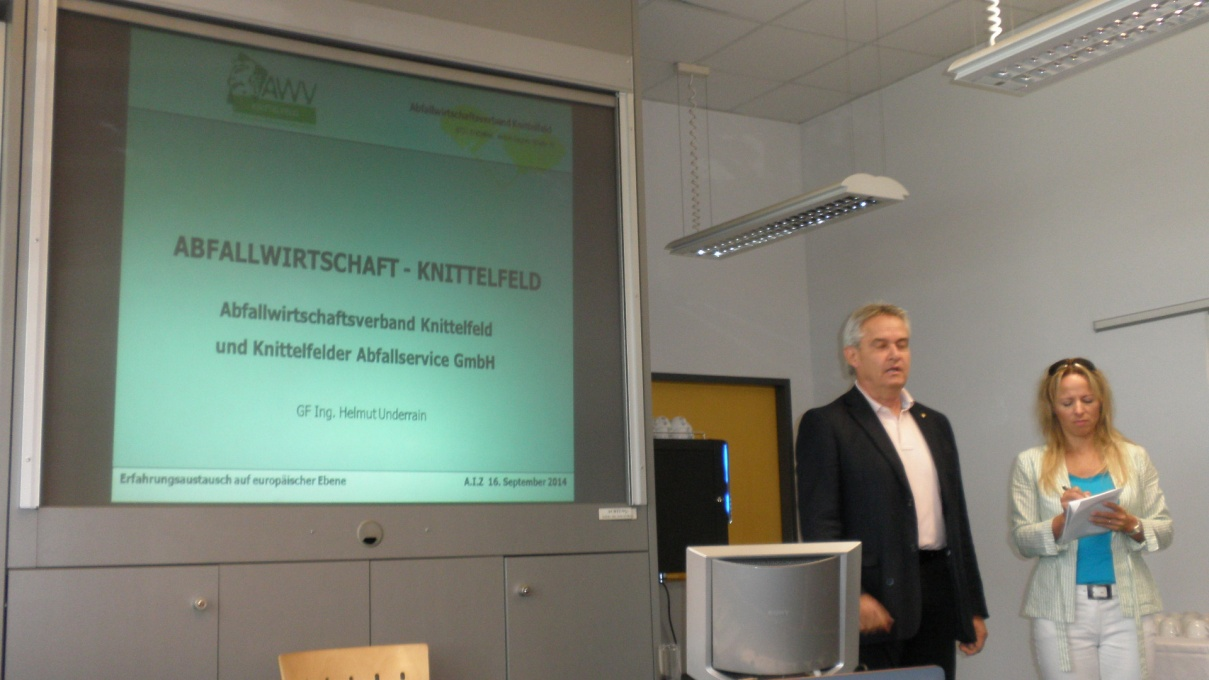 AWV
Abfallwirtschaftsverband Knittelfeld
ABFALLWIRTSCHAFT - KNITTELFELD
Abfallwirtschaftsverband Knittelfeld
und Knittelfelder Abfallservice GmbH
GF Ing. Helmut Underrain
Erfahrungsaustausch auf europäischer Ebene
A.I.Z 16. September 2014
SONY